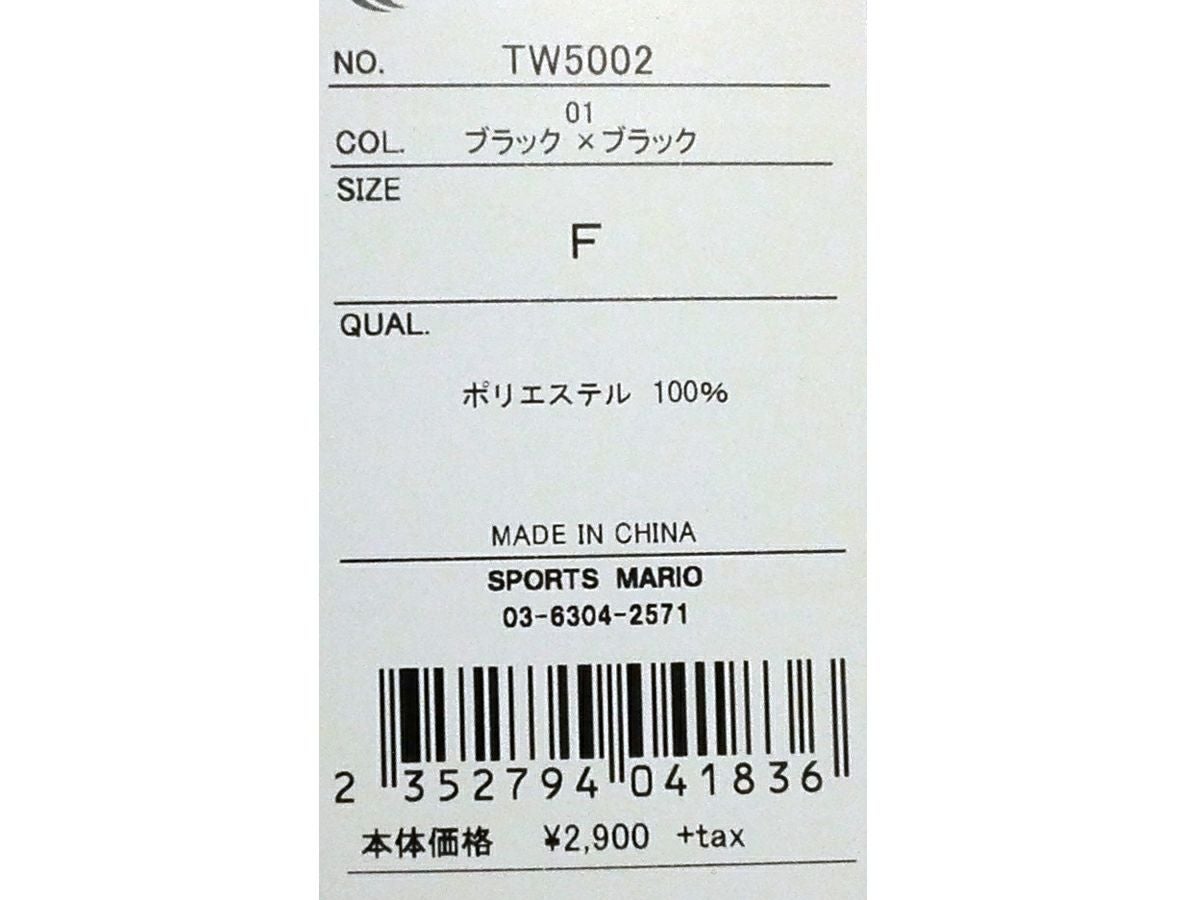 NO. TW5002
01
COL. ブラック × ブラック
SIZE
F
QUAL.
ポリエステル 100%
MADE IN CHINA
SPORTS MARIO
03-6304-2571
2 352794 041836
本体価格 ¥2,900 +tax